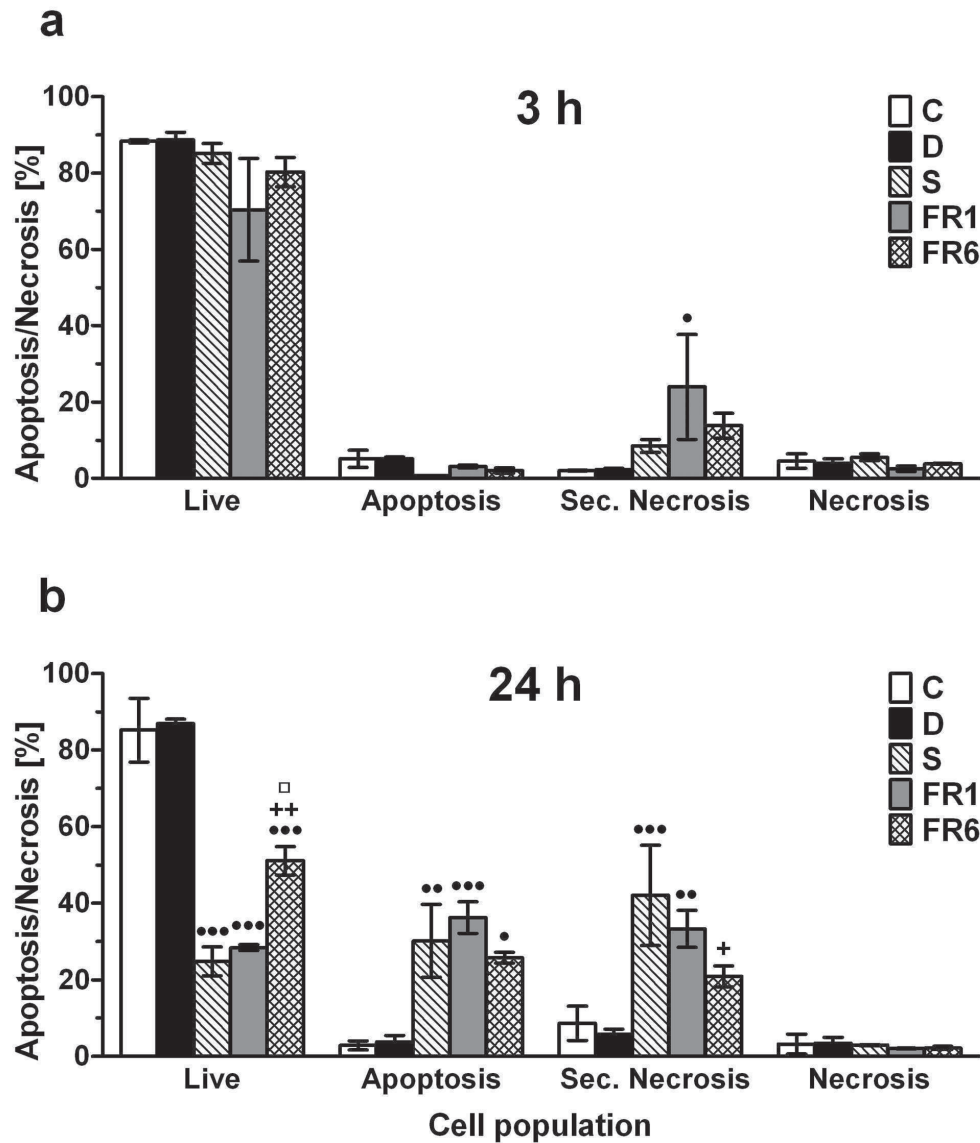 a
3 h
Apoptosis/Necrosis [%]
100
80
60
40
20
0
C
D
S
FR1
FR6
•
Live Apoptosis Sec. Necrosis Necrosis
b
24 h
Apoptosis/Necrosis [%]
100
80
60
40
20
0
C
D
S
FR1
FR6
□
++
•••
••• •••
•• ••• •
••• •• +
Live Apoptosis Sec. Necrosis Necrosis
Cell population